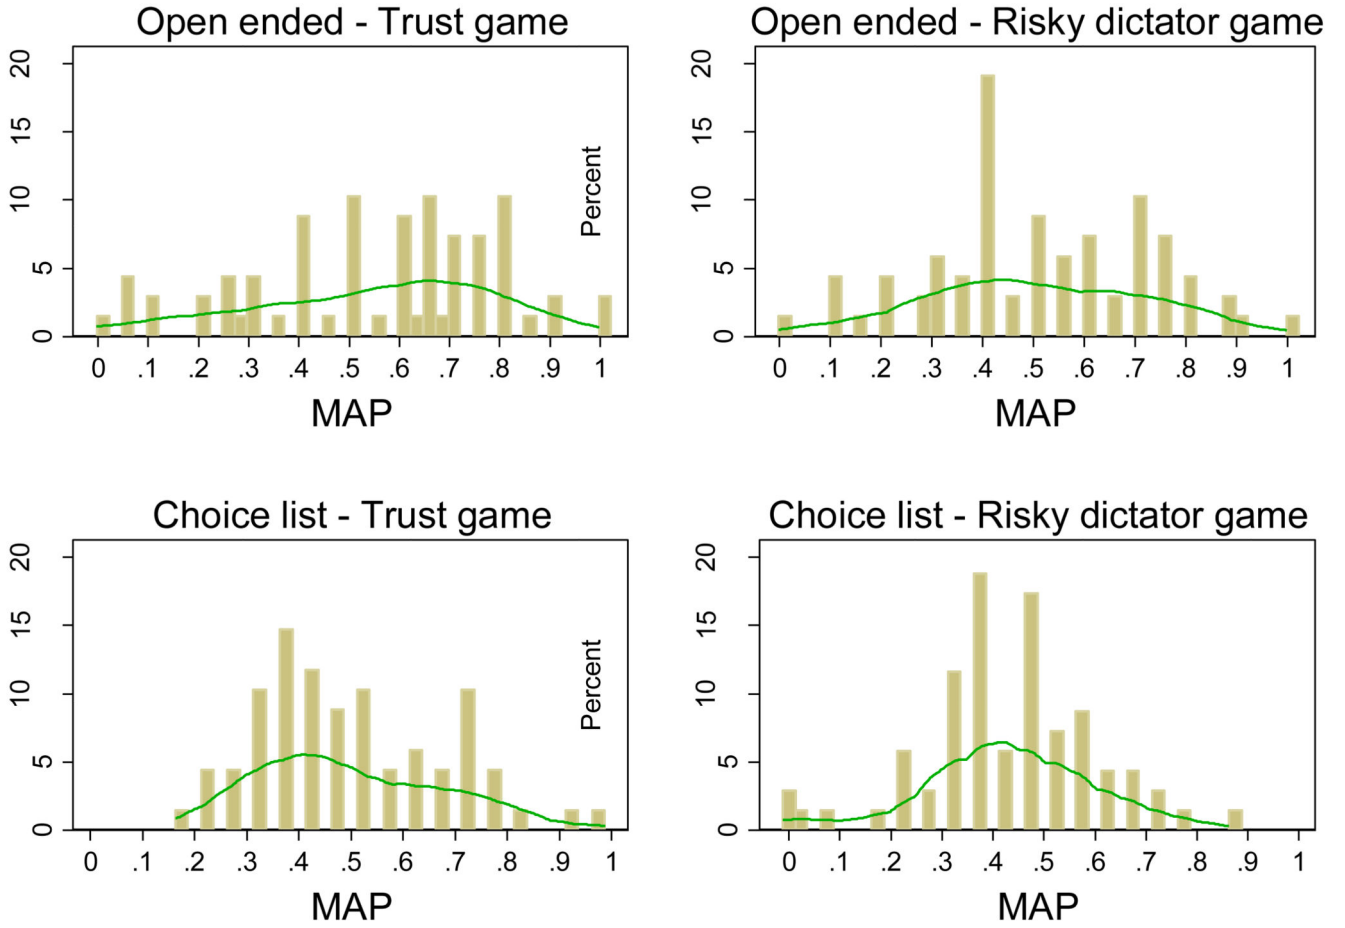 Open ended - Trust game
20
15
10
5
0
Percent
0 .1 .2 .3 .4 .5 .6 .7 .8 .9 1
MAP
Open ended - Risky dictator game
20
15
10
5
0
0 .1 .2 .3 .4 .5 .6 .7 .8 .9 1
MAP
Choice list - Trust game
20
15
10
5
0
Percent
0 .1 .2 .3 .4 .5 .6 .7 .8 .9 1
MAP
Choice list - Risky dictator game
20
15
10
5
0
0 .1 .2 .3 .4 .5 .6 .7 .8 .9 1
MAP